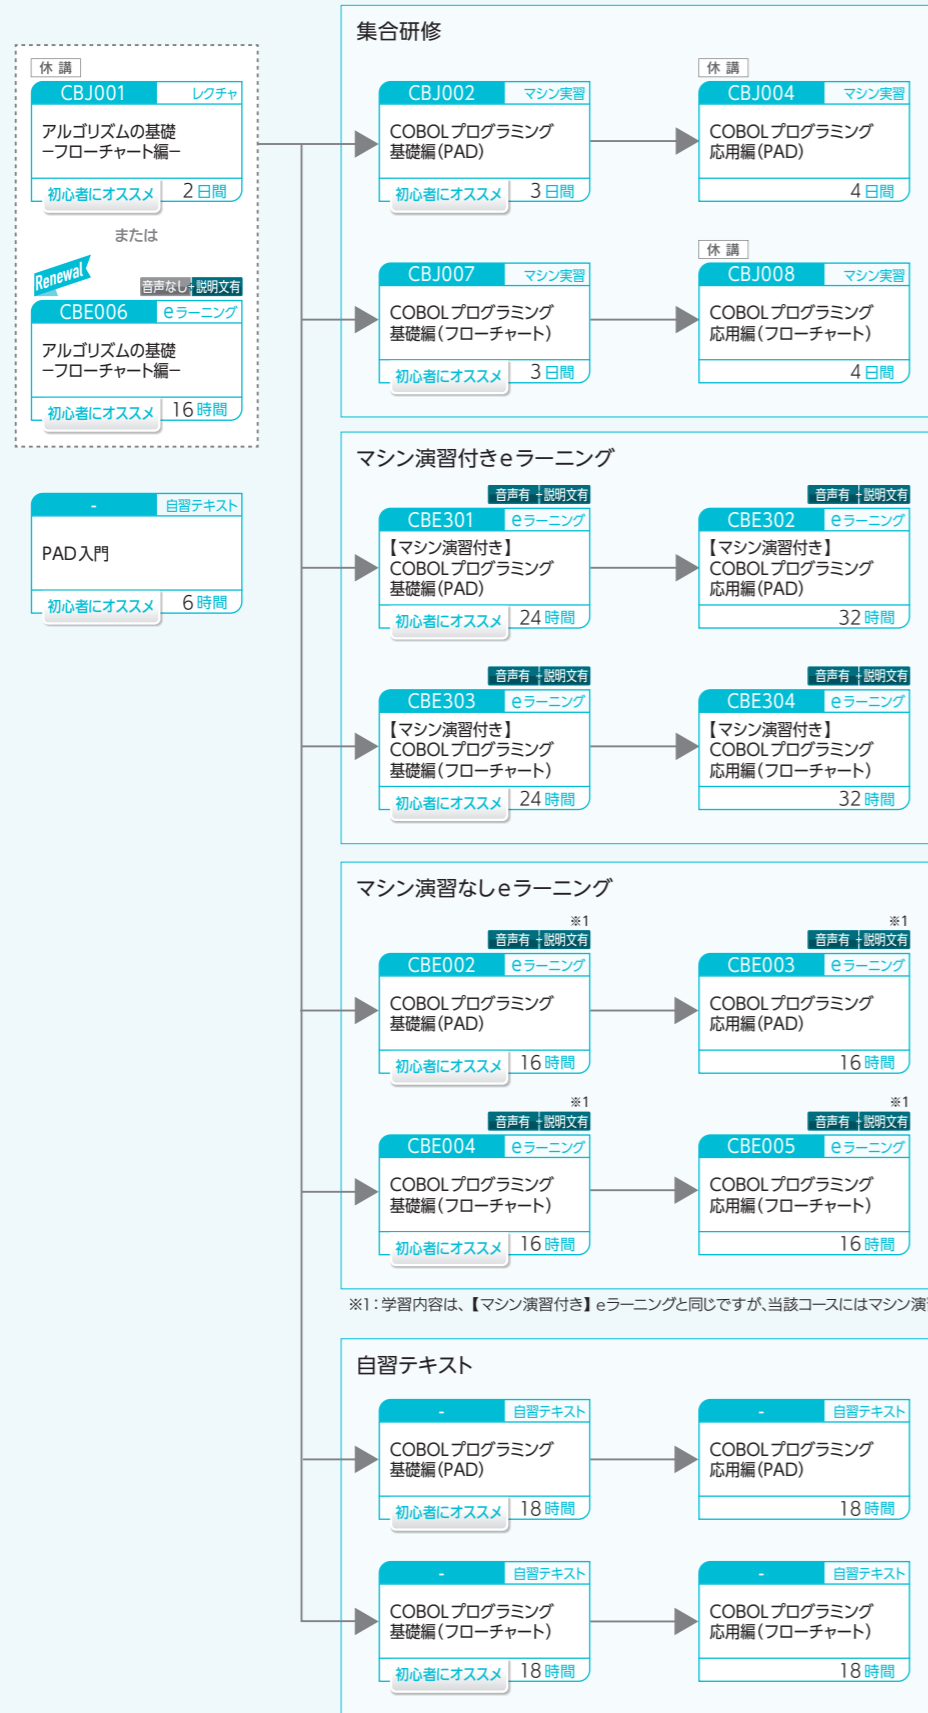 休 講
CBJ001 レクチャ
アルゴリズムの基礎
−フローチャート編−
初心者にオススメ 2日間
または
Renewal
音声なし+説明文有
CBE006 eラーニング
アルゴリズムの基礎
−フローチャート編−
初心者にオススメ 16時間
- 自習テキスト
PAD入門
初心者にオススメ 6時間
集合研修
CBJ002 マシン実習
COBOLプログラミング
基礎編(PAD)
初心者にオススメ 3日間
休 講
CBJ004 マシン実習
COBOLプログラミング
応用編(PAD)
4日間
CBJ007 マシン実習
COBOLプログラミング
基礎編(フローチャート)
初心者にオススメ 3日間
休 講
CBJ008 マシン実習
COBOLプログラミング
応用編(フローチャート)
4日間
マシン演習付きeラーニング
音声有+説明文有
CBE301 eラーニング
【マシン演習付き】
COBOLプログラミング
基礎編(PAD)
初心者にオススメ 24時間
音声有+説明文有
CBE302 eラーニング
【マシン演習付き】
COBOLプログラミング
応用編(PAD)
32時間
音声有+説明文有
CBE303 eラーニング
【マシン演習付き】
COBOLプログラミング
基礎編(フローチャート)
初心者にオススメ 24時間
音声有+説明文有
CBE304 eラーニング
【マシン演習付き】
COBOLプログラミング
応用編(フローチャート)
32時間
マシン演習なしeラーニング
※1
音声有+説明文有
CBE002 eラーニング
COBOLプログラミング
基礎編(PAD)
初心者にオススメ 16時間
※1
音声有+説明文有
CBE003 eラーニング
COBOLプログラミング
応用編(PAD)
16時間
※1
音声有+説明文有
CBE004 eラーニング
COBOLプログラミング
基礎編(フローチャート)
初心者にオススメ 16時間
※1
音声有+説明文有
CBE005 eラーニング
COBOLプログラミング
応用編(フローチャート)
16時間
※1:学習内容は、【マシン演習付き】eラーニングと同じですが、当該コースにはマシン演
自習テキスト
- 自習テキスト
COBOLプログラミング
基礎編(PAD)
初心者にオススメ 18時間
- 自習テキスト
COBOLプログラミング
応用編(PAD)
18時間
- 自習テキスト
COBOLプログラミング
基礎編(フローチャート)
初心者にオススメ 18時間
- 自習テキスト
COBOLプログラミング
応用編(フローチャート)
18時間